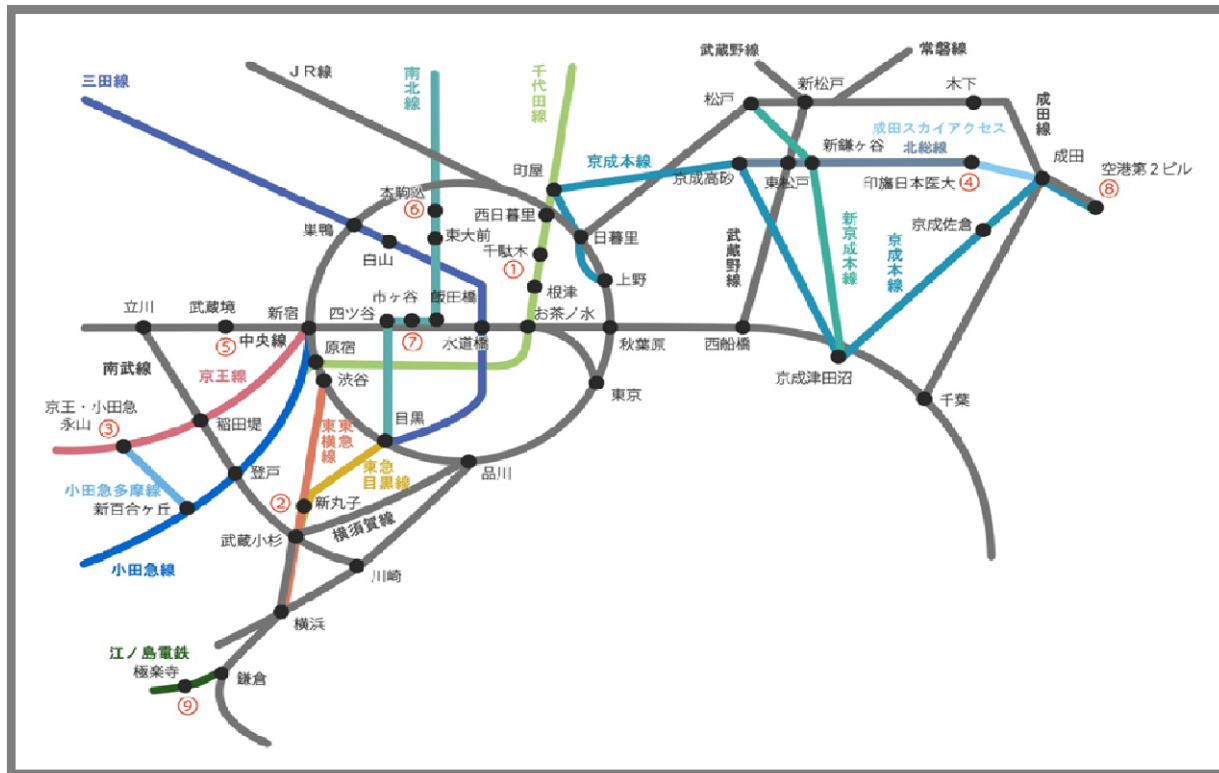 武蔵野線
常磐線
JR線
南北線
千代田線
三田線
松戸
新松戸
木下
成田線
成田スカイアクセス
北総線
新鎌ヶ谷
成田
空港第2ビル
⑧
町屋
京成本線
京成高砂
東松戸
印旛日本医大
④
本駒込
⑥
西日暮里
巣鴨
東大前
日暮里
京成佐倉
白山
千駄木
①
武蔵野線
新京成本線
京成本線
根津
上野
立川
武蔵境
新宿
四ツ谷
市ヶ谷
飯田橋
お茶ノ水
⑤
中央線
⑦
水道橋
秋葉原
西船橋
原宿
南武線
京王線
渋谷
京成津田沼
東京
千葉
京王・小田急
永山
③
稲田堤
東急
東横線
目黒
登戸
東急
目黒線
品川
小田急多摩線
新百合ヶ丘
②
新丸子
横須賀線
武蔵小杉
小田急線
川崎
横浜
江ノ島電鉄
極楽寺
鎌倉
⑨